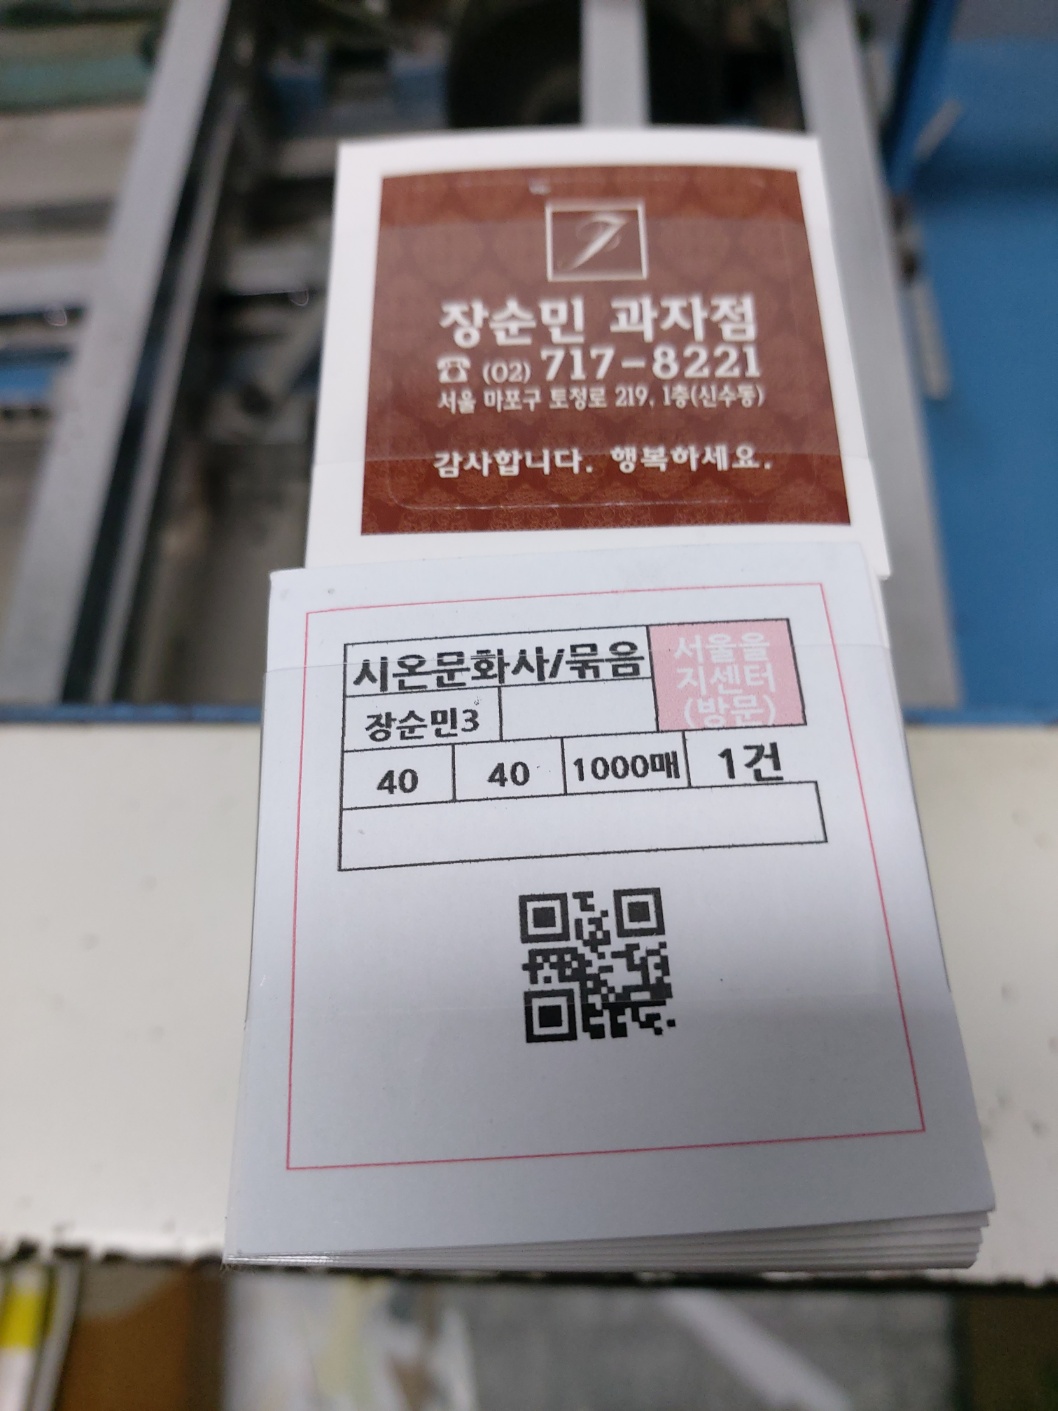 장순민 과자점
☎ (02) 717-8221
서울 마포구 토정로 219, 1층(신수동)
감사합니다. 행복하세요.
시온문화사/묶음
서울을
지센터
(방문)
장순민3
40 40 1000매 1건